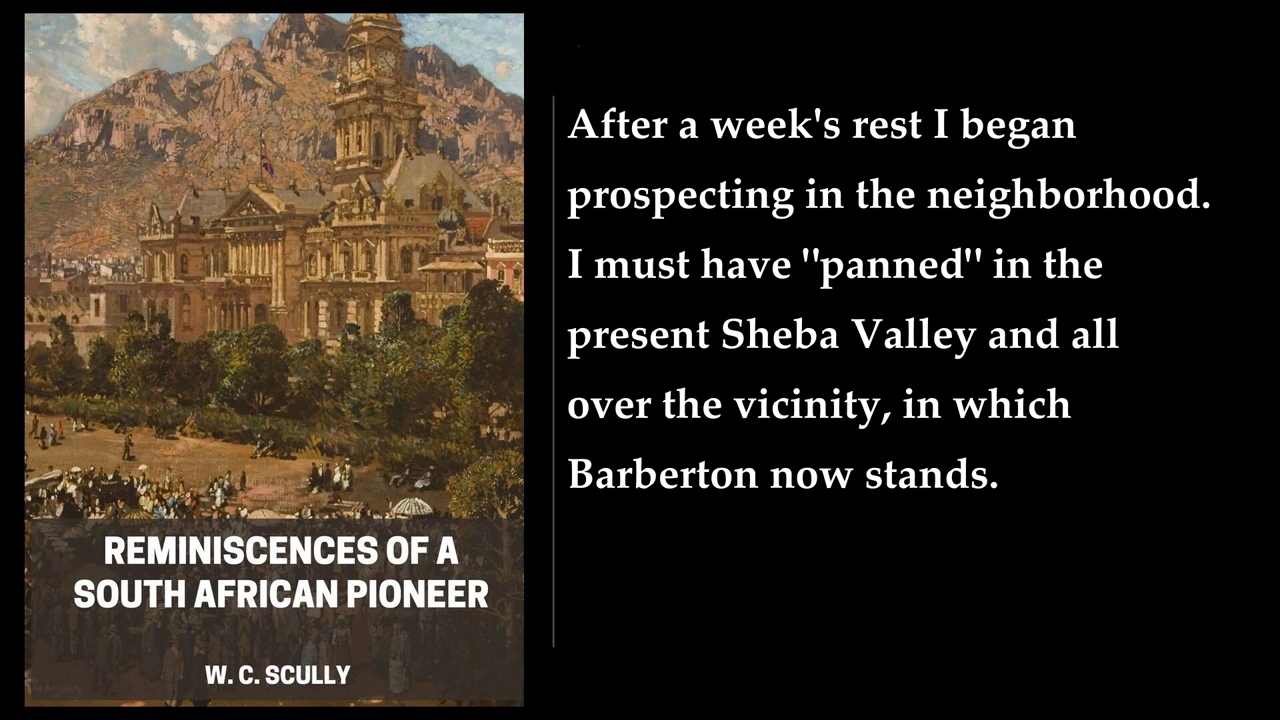 After a week's rest I began
prospecting in the neighborhood.
I must have "panned" in the
present Sheba Valley and all
over the vicinity, in which
Barberton now stands.
REMINISCENCES OF A
SOUTH AFRICAN PIONEER
W. C. SCULLY